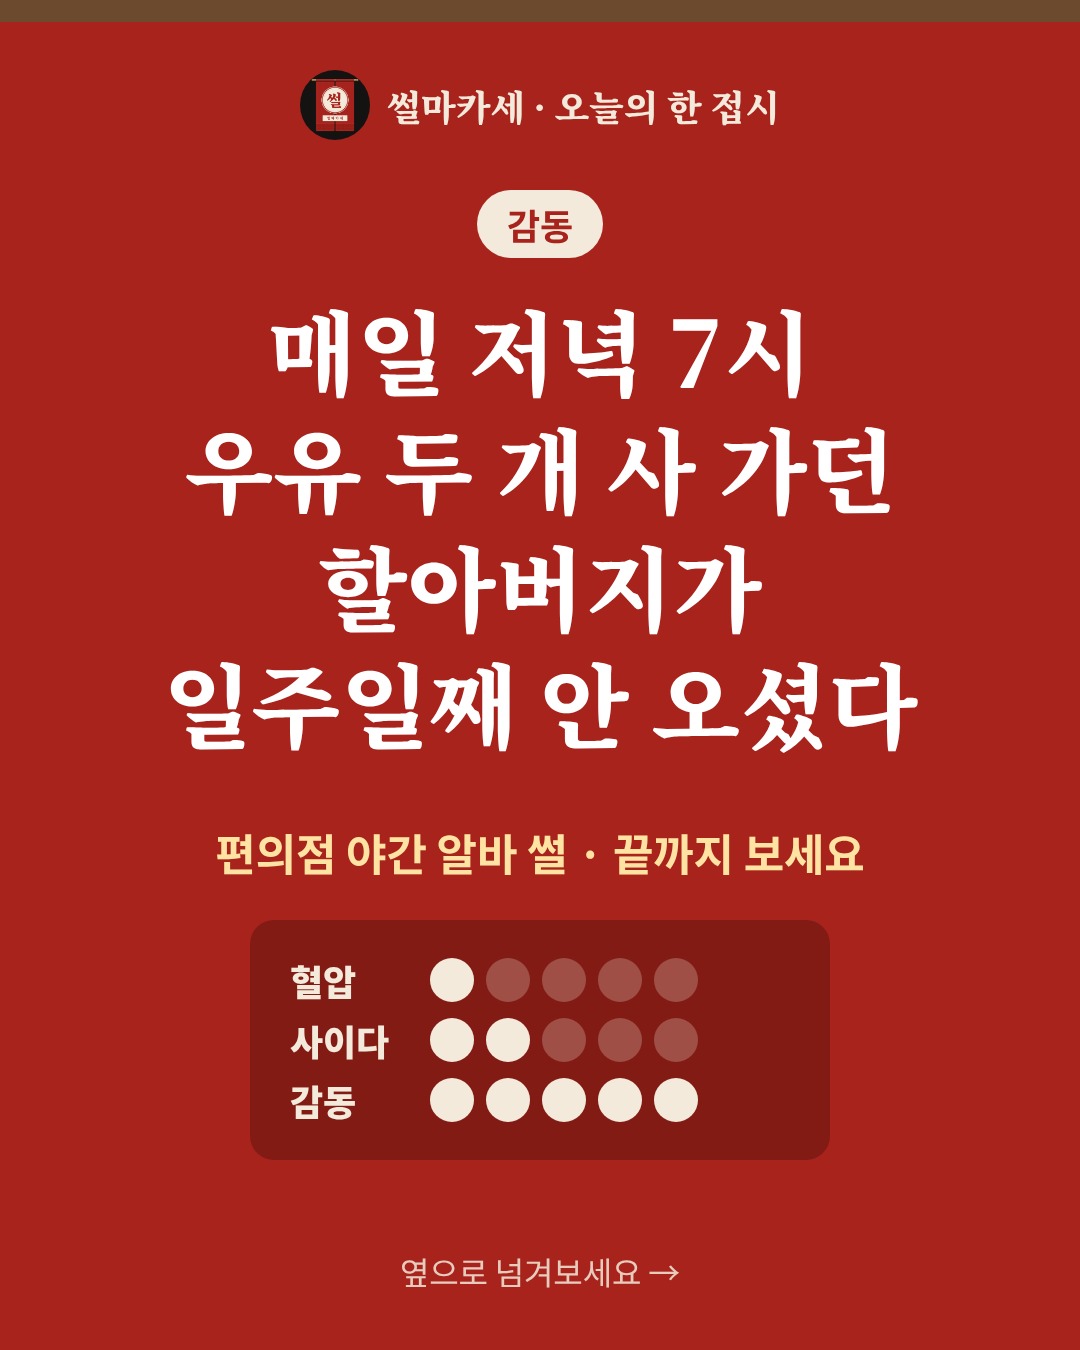 썰
썰마카세 · 오늘의 한 접시
감동
매일 저녁 7시
우유 두 개 사 가던
할아버지가
일주일째 안 오셨다
편의점 야간 알바 썰 · 끝까지 보세요
혈압
사이다
감동
옆으로 넘겨보세요 →